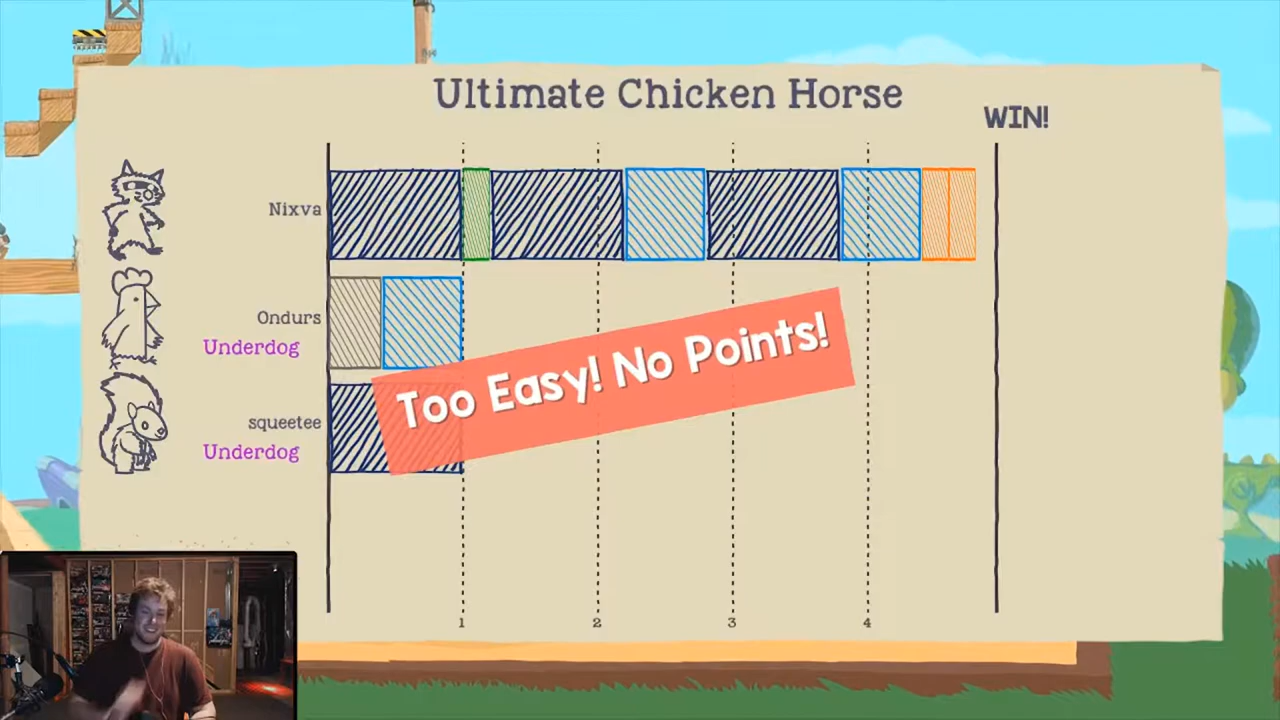 Ultimate Chicken Horse
WIN!
Nixva
Ondurs
Underdog
Too Easy! No Points!
squeetee
Underdog
1 2 3 4